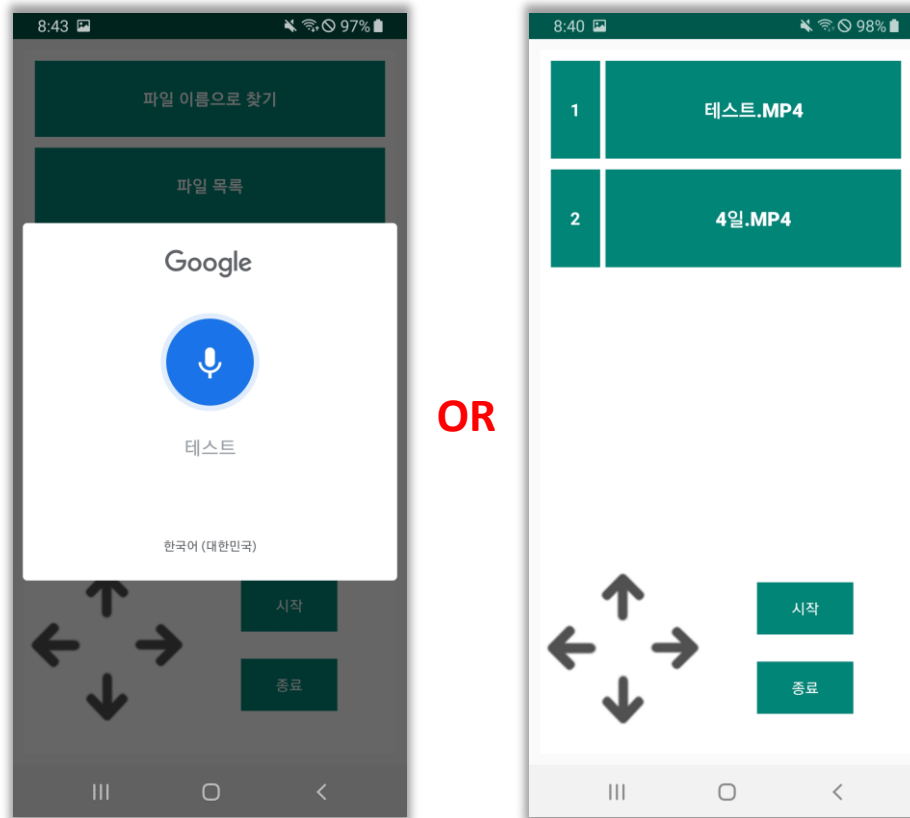 8:43 97%
파일 이름으로 찾기
파일 목록
Google
테스트
한국어 (대한민국)
시작
종료
OR
8:40 98%
1 테스트.MP4
2 4일.MP4
시작
종료